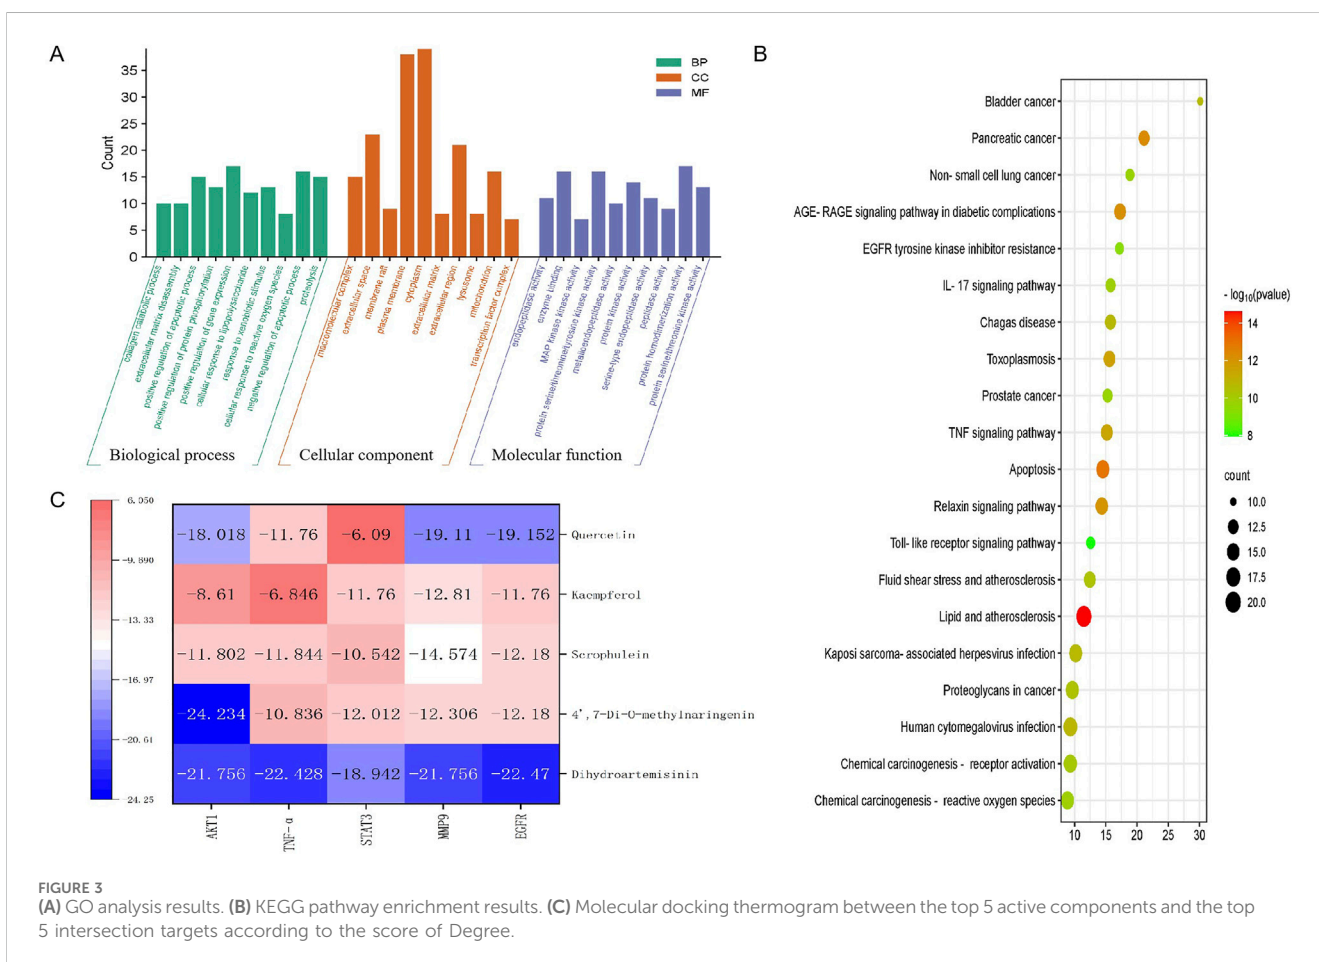 A
Count
35
30
25
20
15
10
5
0
BP
CC
MF
collagen catabolic process
extracellular matrix disassembly
positive regulation of apoptotic process
positive regulation of protein phosphorylation
positive regulation of gene expression
cellular response to lipopolysaccharide
response to xenobiotic stimulus
cellular response to reactive oxygen species
negative regulation of apoptotic process
proteolysis
macromolecular complex
extracellular space
membrane raft
plasma membrane
cytoplasm
extracellular matrix
extracellular region
lysosome
mitochondrion
transcription factor complex
endopeptidase activity
enzyme binding
MAP kinase kinase activity
protein serine/threonine/tyrosine kinase activity
metalloendopeptidase activity
protein kinase activity
serine-type endopeptidase activity
peptidase activity
protein homodimerization activity
protein serine/threonine kinase activity
Biological process
Cellular component
Molecular function
B
Bladder cancer
Pancreatic cancer
Non- small cell lung cancer
AGE- RAGE signaling pathway in diabetic complications
EGFR tyrosine kinase inhibitor resistance
IL- 17 signaling pathway
Chagas disease
Toxoplasmosis
Prostate cancer
TNF signaling pathway
Apoptosis
Relaxin signaling pathway
Toll- like receptor signaling pathway
Fluid shear stress and atherosclerosis
Lipid and atherosclerosis
Kaposi sarcoma- associated herpesvirus infection
Proteoglycans in cancer
Human cytomegalovirus infection
Chemical carcinogenesis - receptor activation
Chemical carcinogenesis - reactive oxygen species
10 15 20 25 30
- log10(pvalue)
14
12
10
8
count
10.0
12.5
15.0
17.5
20.0
C
6.050
-9.890
-13.33
-16.97
-20.61
-24.25
-18.018 -11.76 -6.09 -19.11 -19.152 Quercetin
-8.61 -6.846 -11.76 -12.81 -11.76 Kaempferol
-11.802 -11.844 -10.542 -14.574 -12.18 Scrophulein
-24.234 -10.836 -12.012 -12.306 -12.18 4',7-Di-O-methylnaringenin
-21.756 -22.428 -18.942 -21.756 -22.47 Dihydroartemisinin
AKT1 TNF-α STAT3 MMP9 EGFR
FIGURE 3
(A) GO analysis results. (B) KEGG pathway enrichment results. (C) Molecular docking thermogram between the top 5 active components and the top
5 intersection targets according to the score of Degree.